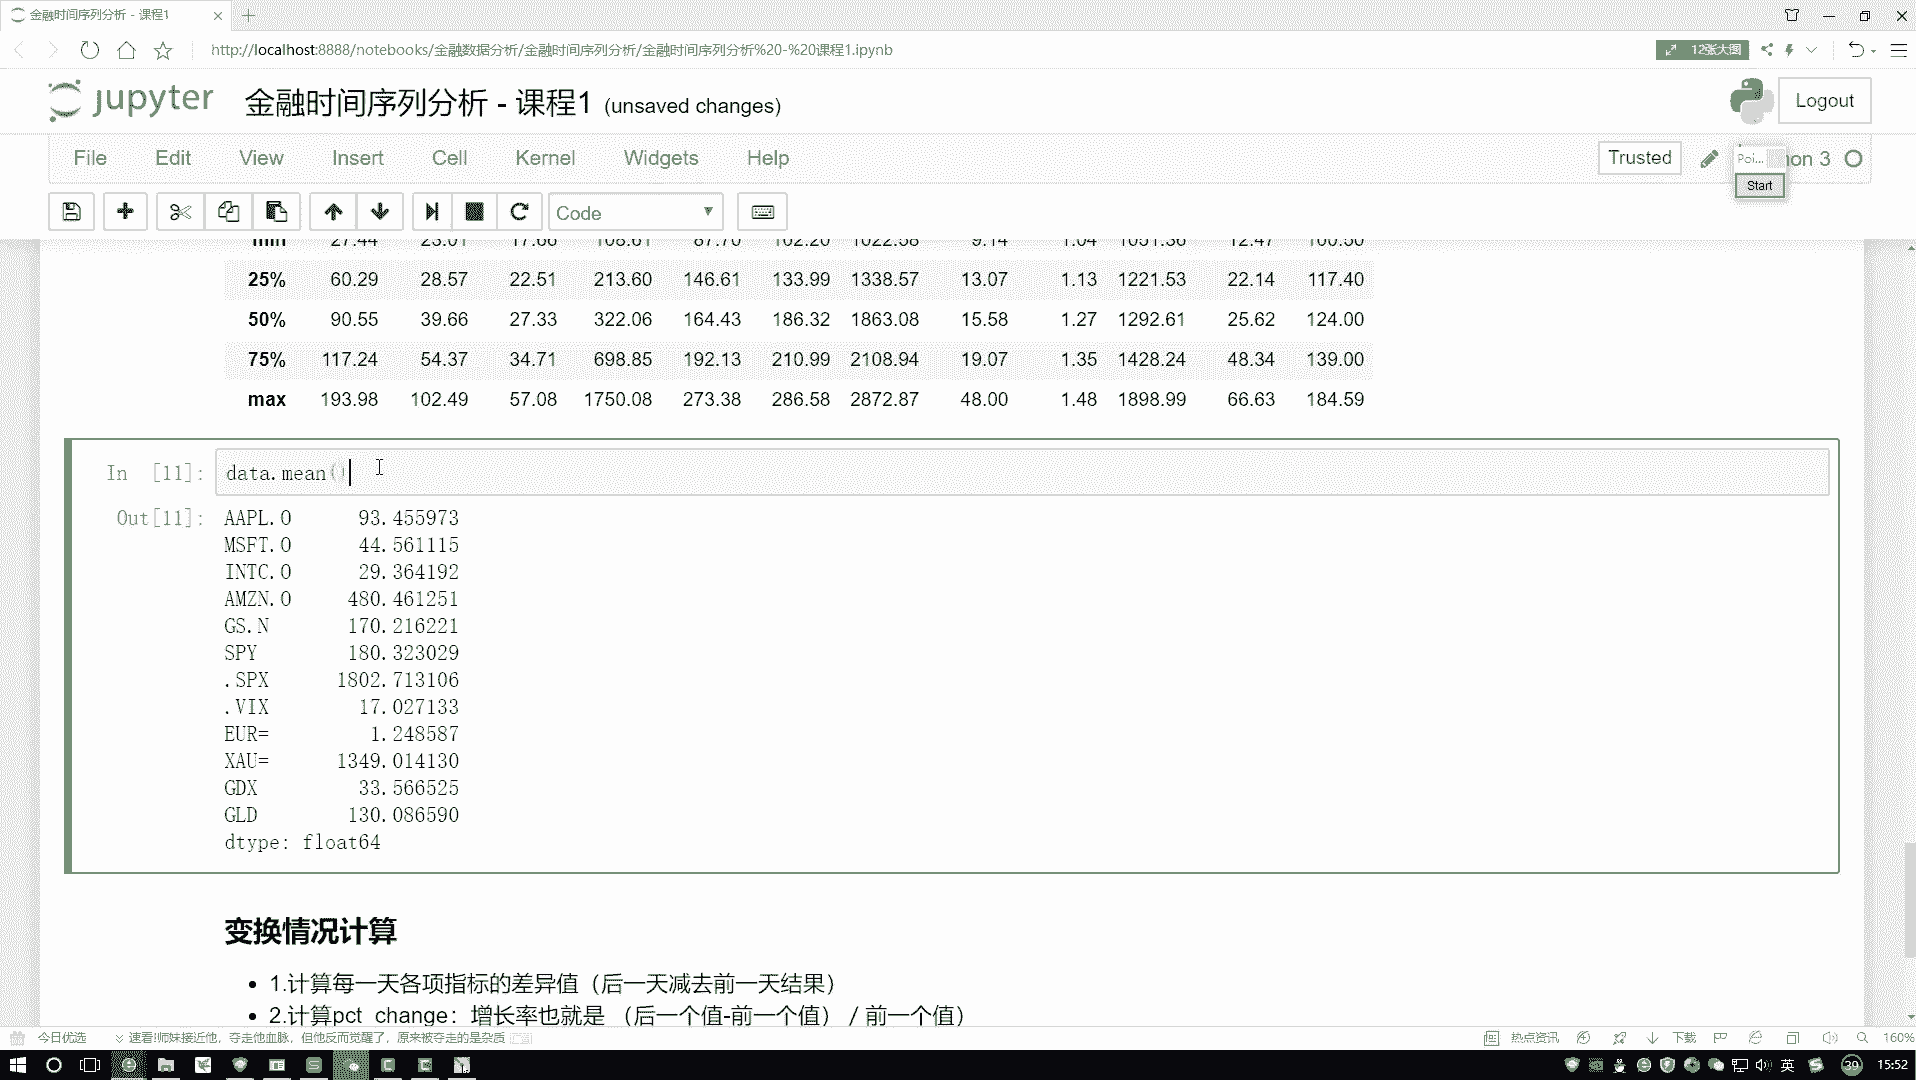 金融时间序列分析 - 课程1
http://localhost:8888/notebooks/金融数据分析/金融时间序列分析/金融时间序列分析%20-%20课程1.ipynb
12张大图
jupyter 金融时间序列分析 - 课程1 (unsaved changes)
Logout
File Edit View Insert Cell Kernel Widgets Help
Trusted
Poi... on 3
Start
Code
min 27.44 23.01 17.66 108.61 87.70 102.20 1022.58 9.14 1.04 1051.36 12.47 100.50
25% 60.29 28.57 22.51 213.60 146.61 133.99 1338.57 13.07 1.13 1221.53 22.14 117.40
50% 90.55 39.66 27.33 322.06 164.43 186.32 1863.08 15.58 1.27 1292.61 25.62 124.00
75% 117.24 54.37 34.71 698.85 192.13 210.99 2108.94 19.07 1.35 1428.24 48.34 139.00
max 193.98 102.49 57.08 1750.08 273.38 286.58 2872.87 48.00 1.48 1898.99 66.63 184.59
In [11]: data.mean()
Out[11]: AAPL.O 93.455973
MSFT.O 44.561115
INTC.O 29.364192
AMZN.O 480.461251
GS.N 170.216221
SPY 180.323029
.SPX 1802.713106
.VIX 17.027133
EUR= 1.248587
XAU= 1349.014130
GDX 33.566525
GLD 130.086590
dtype: float64
变换情况计算
1.计算每一天各项指标的差异值（后一天减去前一天结果）
2.计算pct_change：增长率也就是 （后一个值-前一个值） / 前一个值）
今日优选 速看!师妹接近他，夺走他血脉，但他反而觉醒了，原来被夺走的是杂质
热点资讯 下载 160%
英 39 15:52